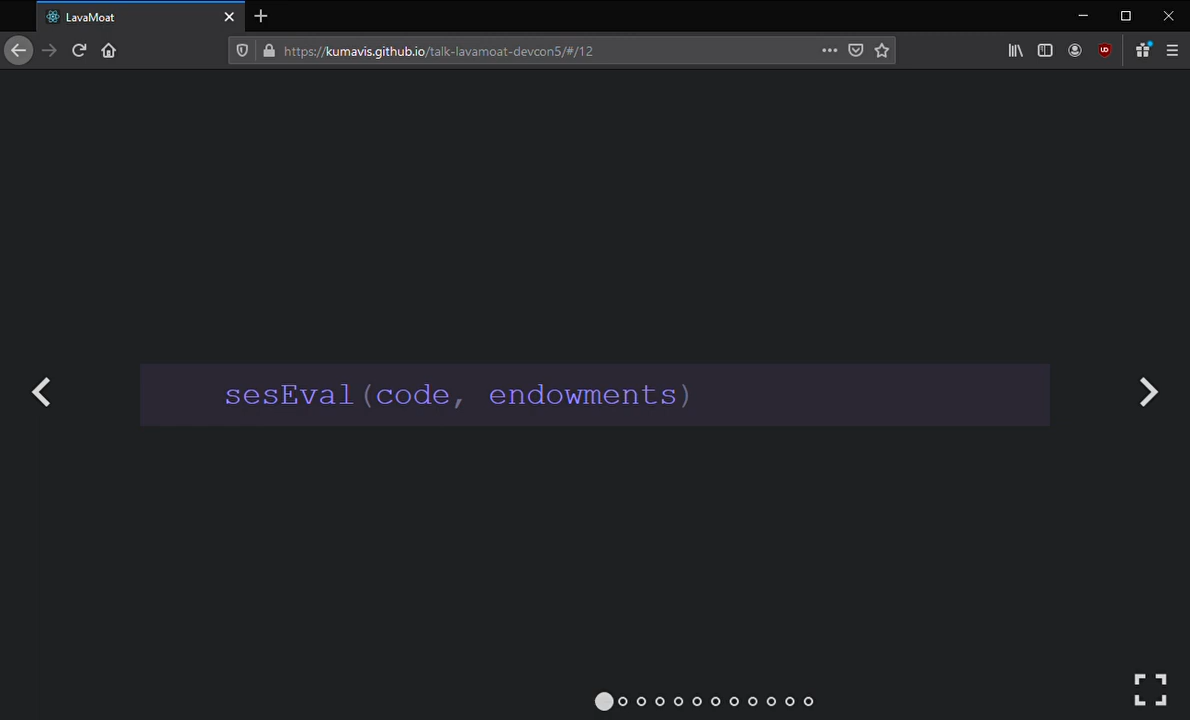 LavaMoat
https://kumavis.github.io/talk-lavamoat-devcon5/#/12
sesEval(code, endowments)